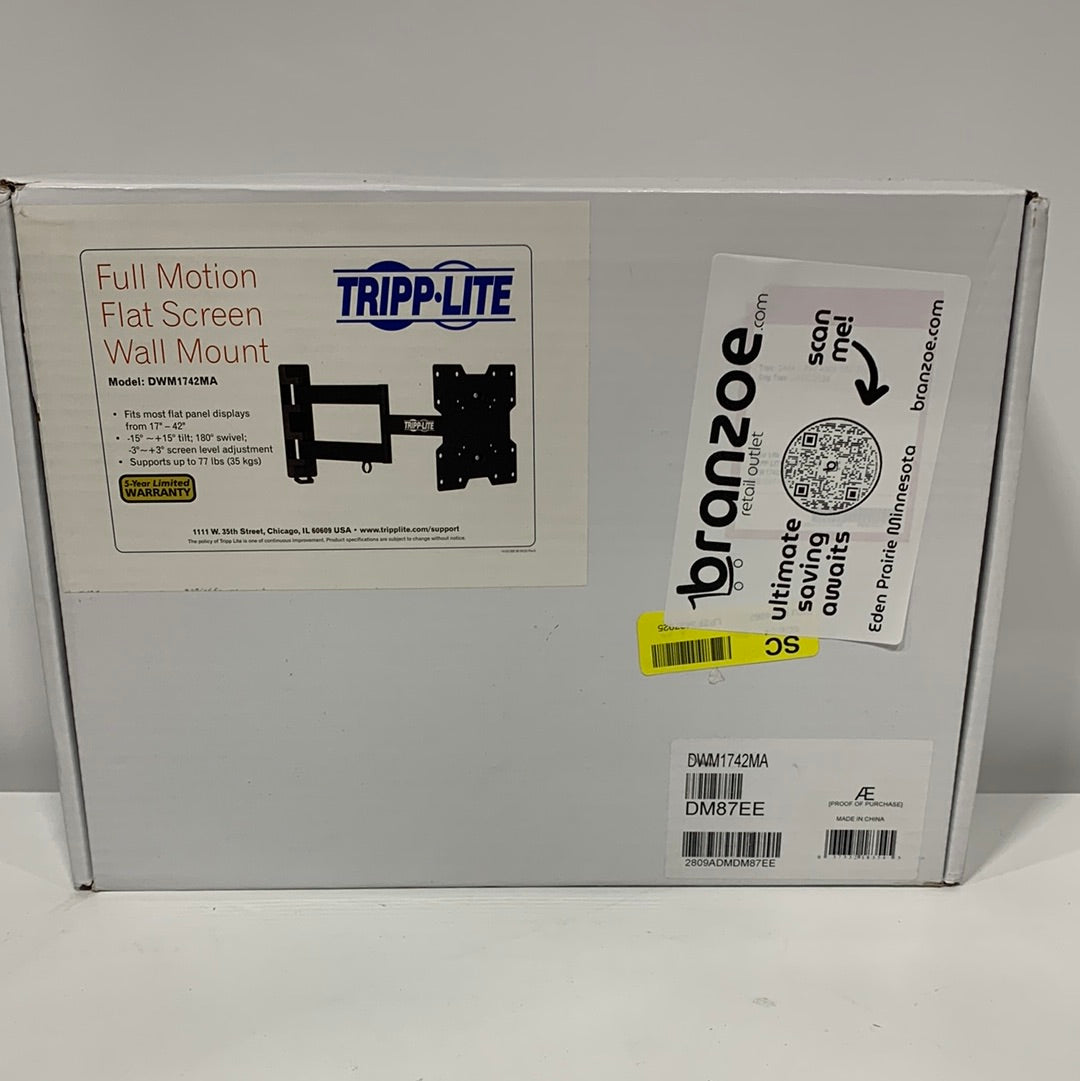 Full Motion
Flat Screen
Wall Mount
TRIPP·LITE
Model: DWM1742MA
• Fits most flat panel displays
from 17" – 42"
• -15° ~ +15° tilt; 180° swivel;
-3° ~ +3° screen level adjustment
• Supports up to 77 lbs (35 kgs)
5-Year Limited
WARRANTY
TRIPP·LITE
1111 W. 35th Street, Chicago, IL 60609 USA • www.tripplite.com/support
The policy of Tripp Lite is one of continuous improvement. Product specifications are subject to change without notice.
branzoe.com
retail outlet
ultimate
saving
awaits
scan
me!
b
Eden Prairie Minnesota
branzoe.com
SC
DWM1742MA
DM87EE
2809ADMDM87EE
Æ
[PROOF OF PURCHASE]
MADE IN CHINA